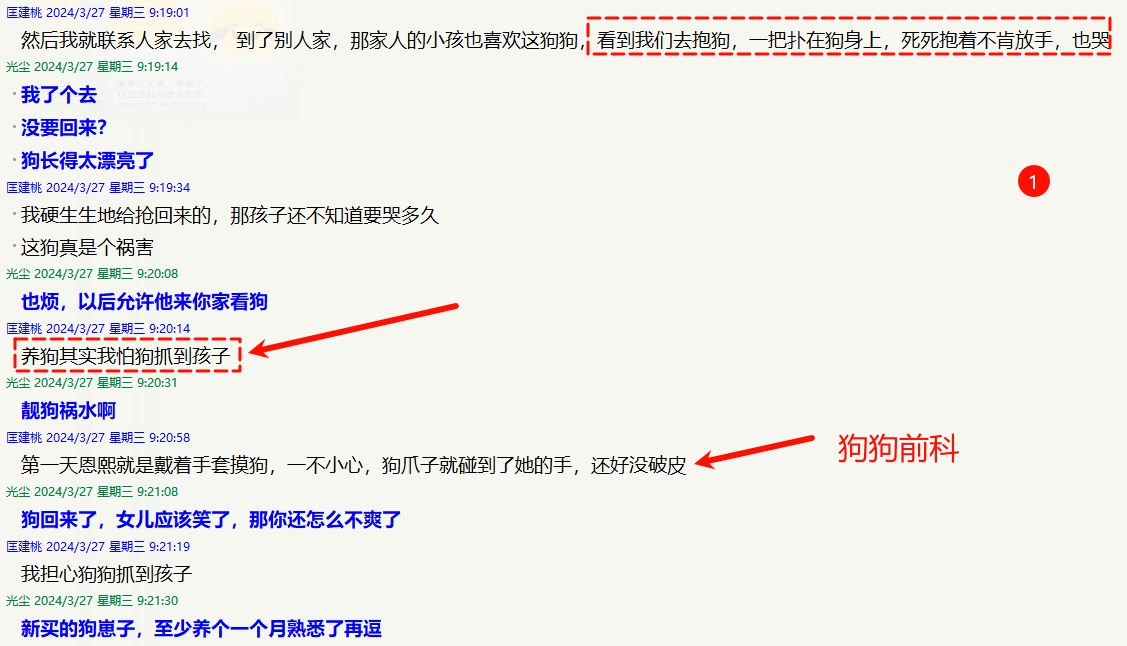 匡建桃 2024/3/27 星期三 9:19:01
然后我就联系人家去找， 到了别人家，那家人的小孩也喜欢这狗狗，看到我们去抱狗，一把扑在狗身上，死死抱着不肯放手，也哭
光尘 2024/3/27 星期三 9:19:14
我了个去
没要回来?
狗长得太漂亮了
匡建桃 2024/3/27 星期三 9:19:34
我硬生生地给抢回来的，那孩子还不知道要哭多久
1
这狗真是个祸害
光尘 2024/3/27 星期三 9:20:08
也烦，以后允许他来你家看狗
匡建桃 2024/3/27 星期三 9:20:14
养狗其实我怕狗抓到孩子
光尘 2024/3/27 星期三 9:20:31
靓狗祸水啊
匡建桃 2024/3/27 星期三 9:20:58
第一天恩熙就是戴着手套摸狗，一不小心，狗爪子就碰到了她的手，还好没破皮
狗狗前科
光尘 2024/3/27 星期三 9:21:08
狗回来了，女儿应该笑了，那你还怎么不爽了
匡建桃 2024/3/27 星期三 9:21:19
我担心狗狗抓到孩子
光尘 2024/3/27 星期三 9:21:30
新买的狗崽子，至少养个一个月熟悉了再逗